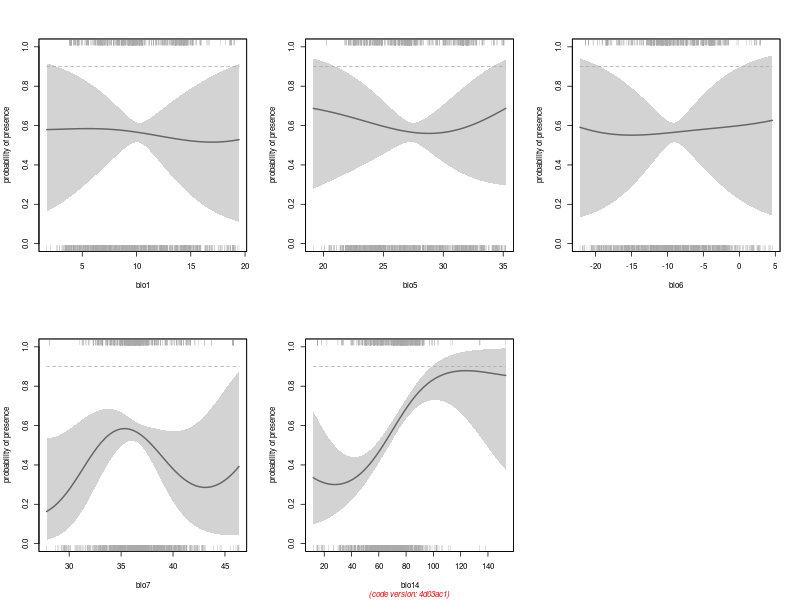 probability of presence
0.0 0.2 0.4 0.6 0.8 1.0
5 10 15 20
bio1
probability of presence
0.0 0.2 0.4 0.6 0.8 1.0
20 25 30 35
bio5
probability of presence
0.0 0.2 0.4 0.6 0.8 1.0
-20 -15 -10 -5 0 5
bio6
probability of presence
0.0 0.2 0.4 0.6 0.8 1.0
30 35 40 45
bio7
probability of presence
0.0 0.2 0.4 0.6 0.8 1.0
20 40 60 80 100 120 140
bio14
(code version: 4d03ac1)